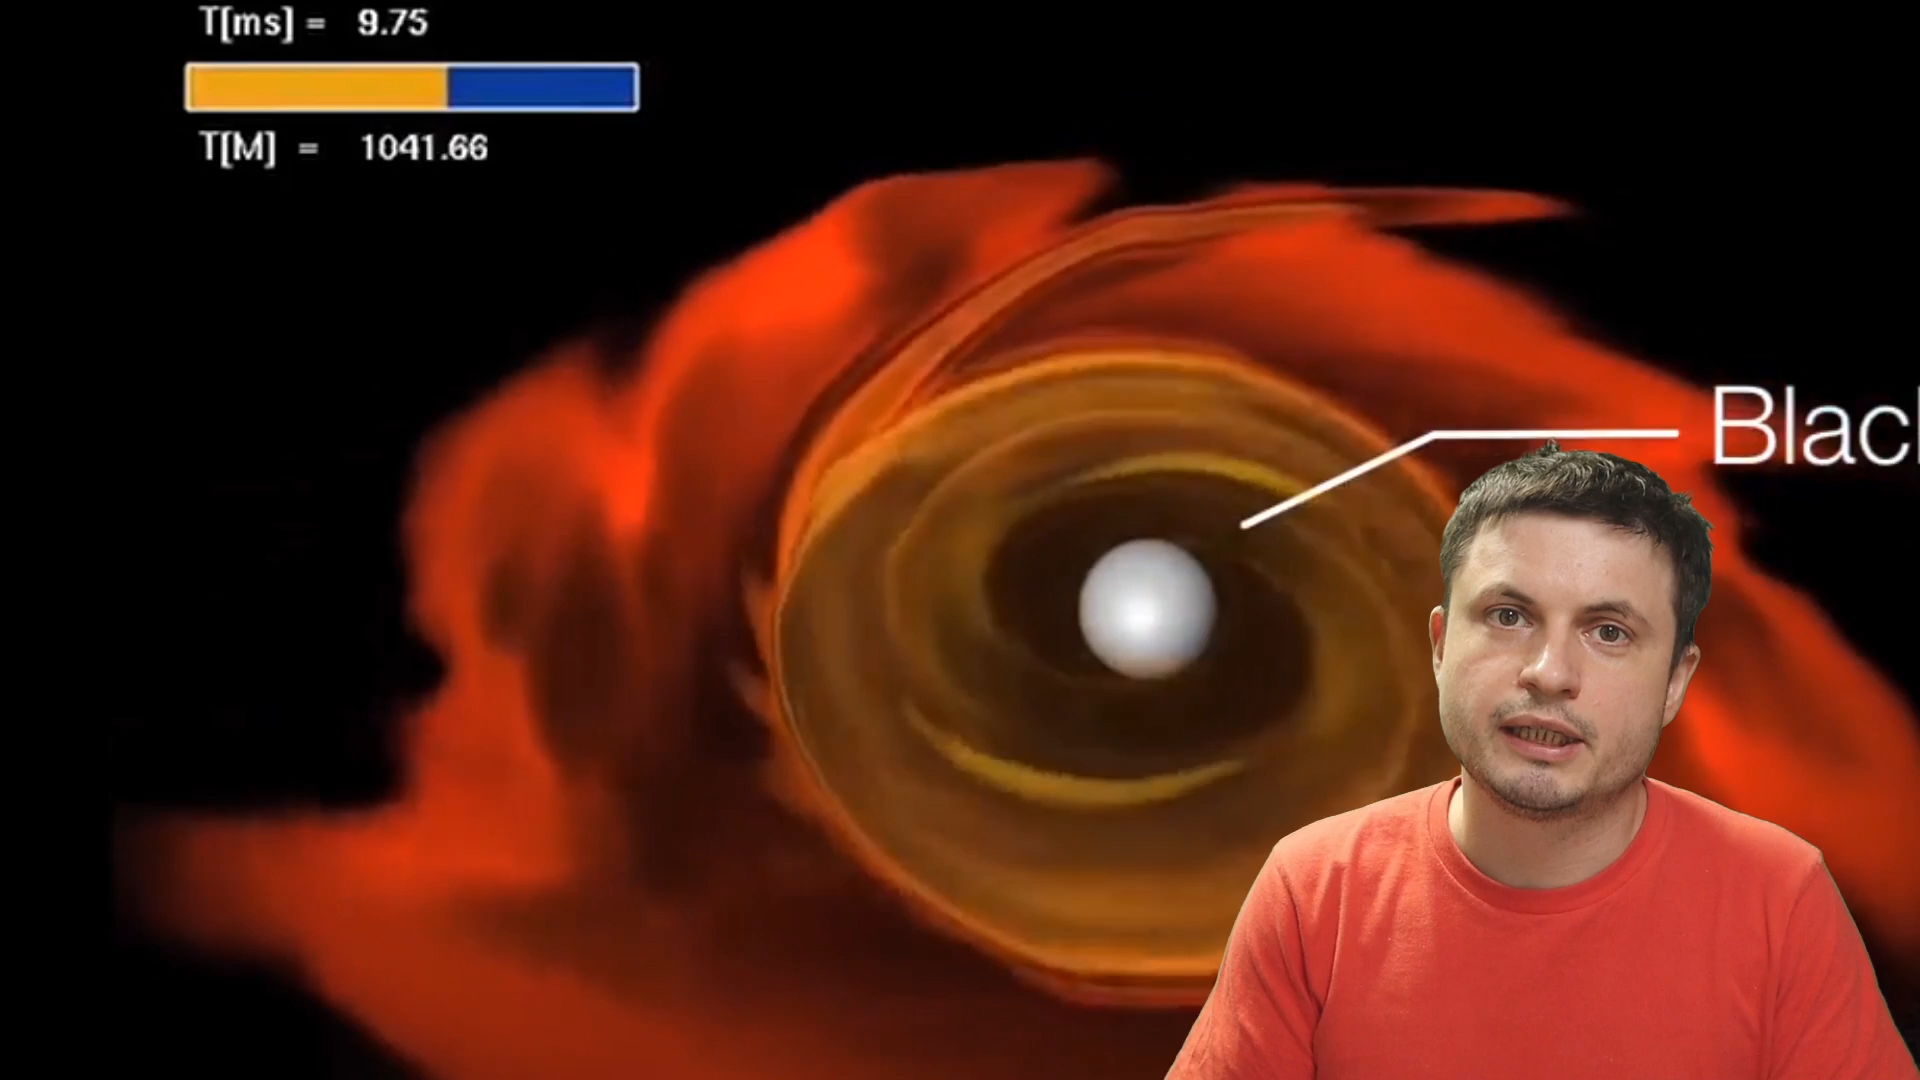 T[ms] = 9.75
T[M] = 1041.66
Blac